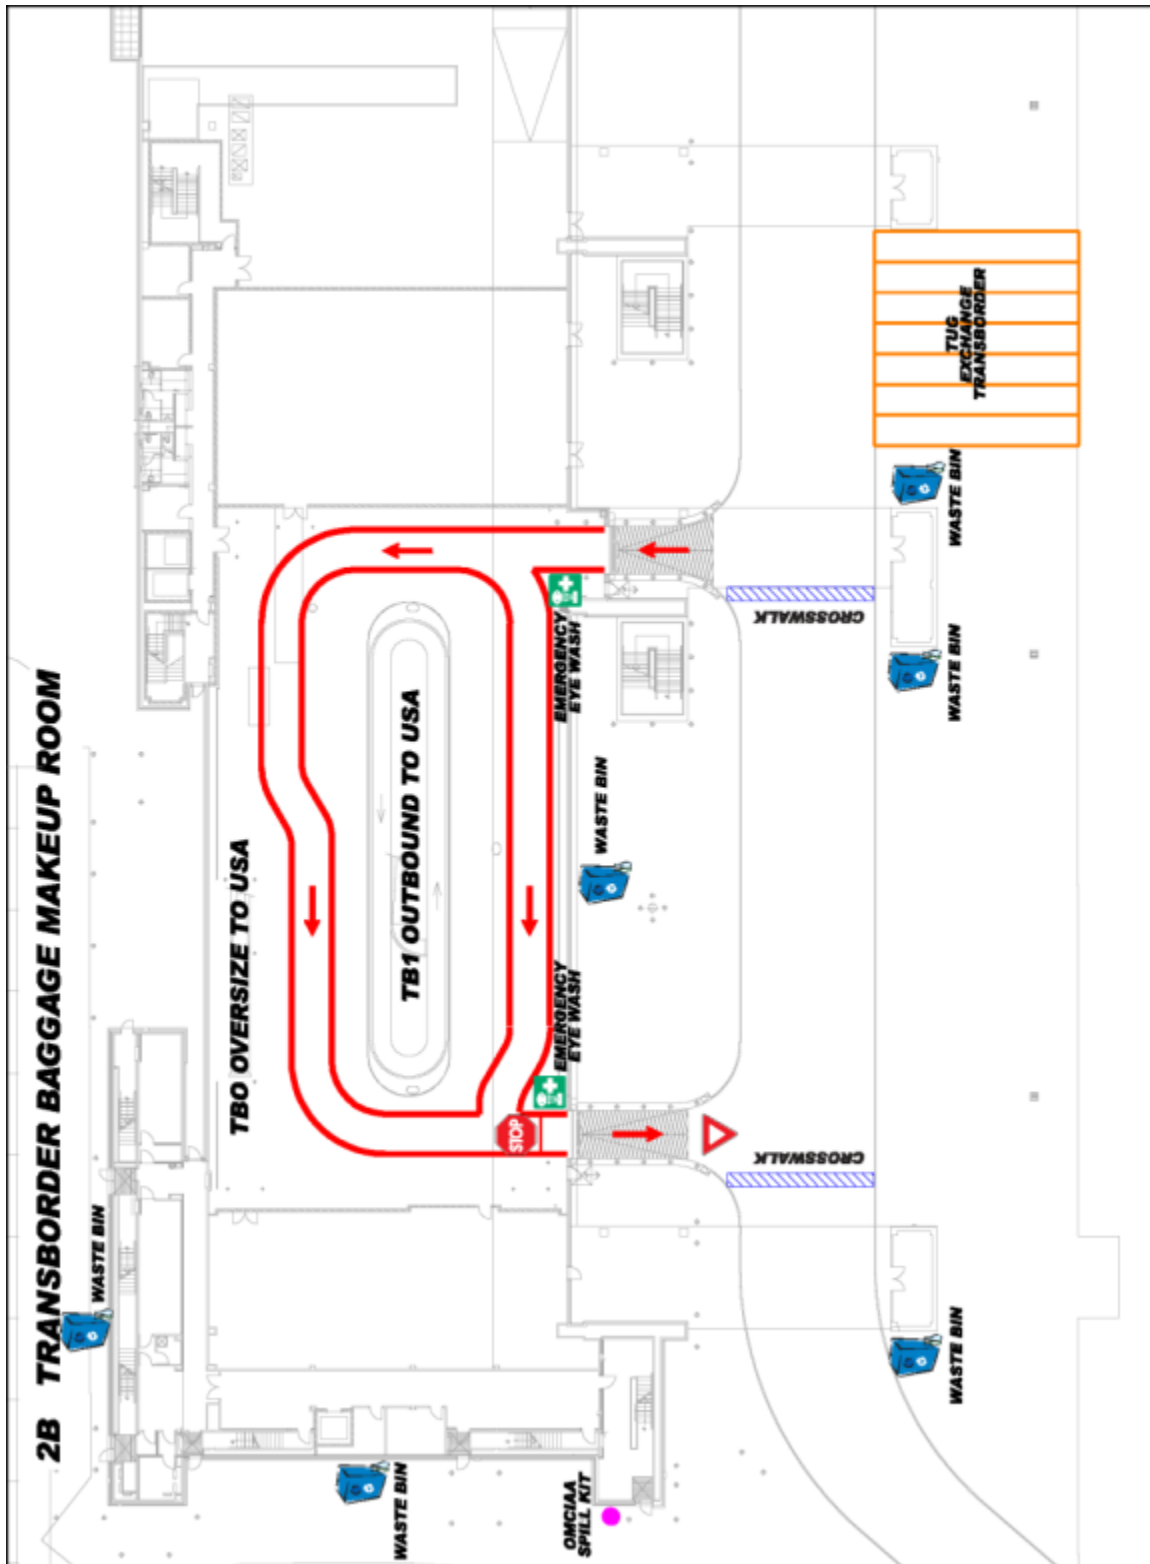 2B TRANSBORDER BAGGAGE MAKEUP ROOM
WASTE BIN
TBO OVERSIZE TO USA
TB1 OUTBOUND TO USA
WASTE BIN
EMERGENCY
EYE WASH
EMERGENCY
EYE WASH
STOP
OMCIAA
SPILL KIT
WASTE BIN
CROSSWALK
CROSSWALK
TUG
EXCHANGE
TRANSBORDER
WASTE BIN
WASTE BIN
WASTE BIN